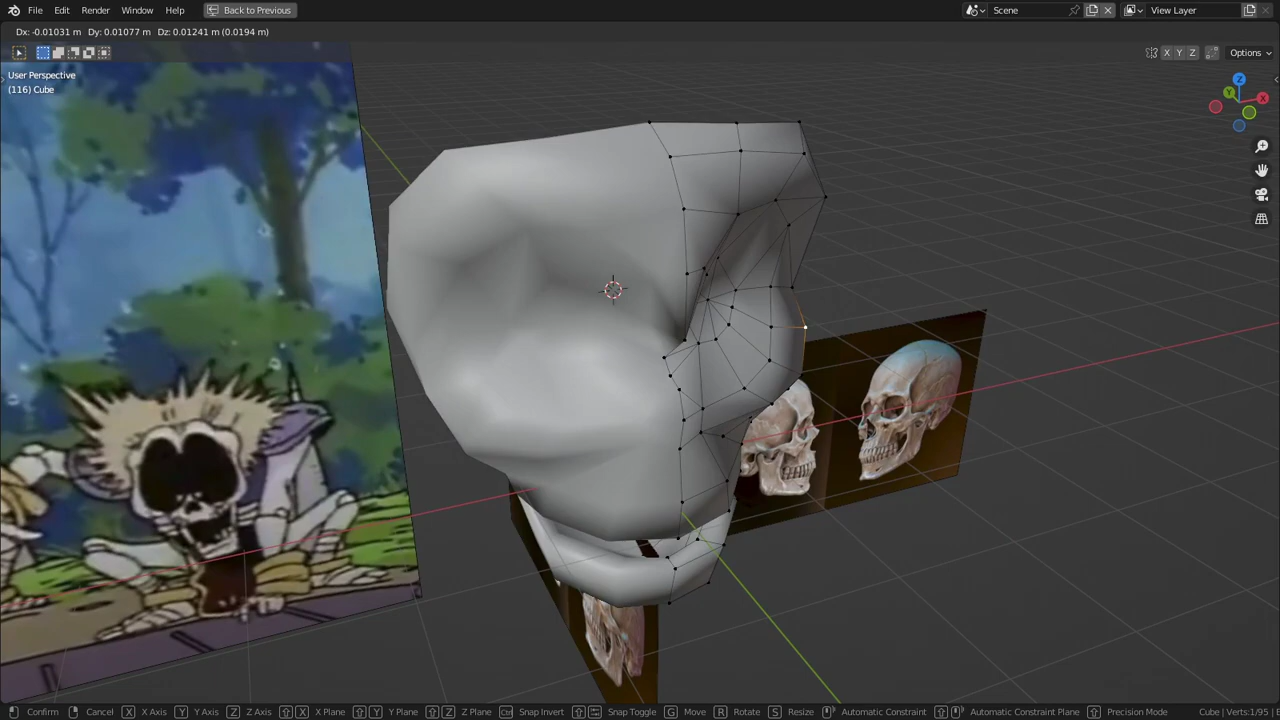 File Edit Render Window Help Back to Previous Scene View Layer
Dx: -0.01031 m Dy: 0.01077 m Dz: 0.01241 m (0.0194 m)
X Y Z Options
User Perspective
(116) Cube
Z
Y
X
Confirm Cancel X X Axis Y Y Axis Z Z Axis X X Plane Y Y Plane Z Z Plane Ctrl Snap Invert Snap Toggle G Move R Rotate S Resize Automatic Constraint Automatic Constraint Plane Precision Mode Cube | Verts:1/95 |